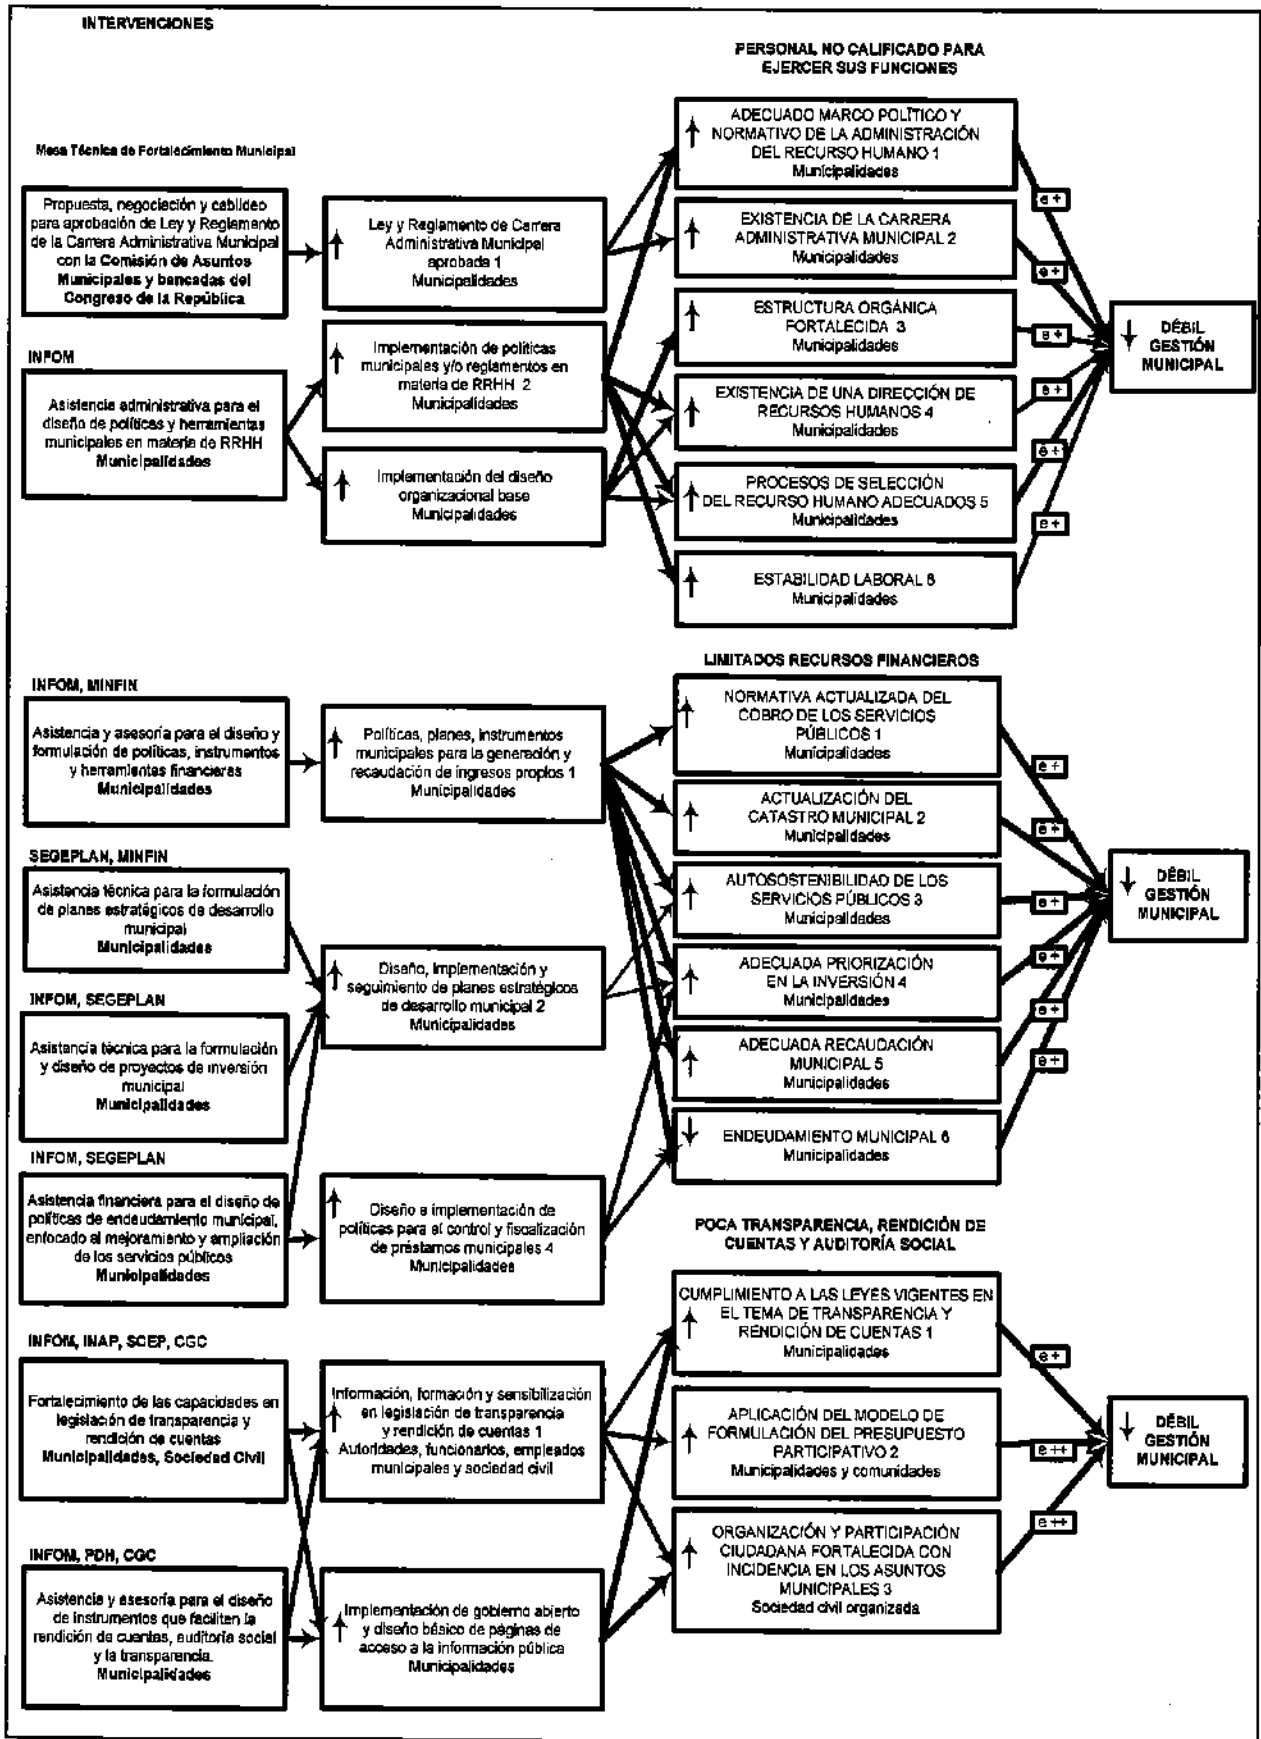 INTERVENCIONES
PERSONAL NO CALIFICADO PARA
EJERCER SUS FUNCIONES
Mesa Técnica de Fortalecimiento Municipal
Propuesta, negociación y cabildeo
para aprobación de Ley y Reglamento
de la Carrera Administrativa Municipal
con la Comisión de Asuntos
Municipales y bancadas del
Congreso de la República
Ley y Reglamento de Carrera
Administrativa Municipal
aprobada 1
Municipalidades
INFOM
Asistencia administrativa para el
diseño de políticas y herramientas
municipales en materia de RRHH
Municipalidades
Implementación de políticas
municipales y/o reglamentos en
materia de RRHH 2
Municipalidades
Implementación del diseño
organizacional base
Municipalidades
ADECUADO MARCO POLÍTICO Y
NORMATIVO DE LA ADMINISTRACIÓN
DEL RECURSO HUMANO 1
Municipalidades
EXISTENCIA DE LA CARRERA
ADMINISTRATIVA MUNICIPAL 2
Municipalidades
ESTRUCTURA ORGÁNICA
FORTALECIDA 3
Municipalidades
EXISTENCIA DE UNA DIRECCIÓN DE
RECURSOS HUMANOS 4
Municipalidades
PROCESOS DE SELECCIÓN
DEL RECURSO HUMANO ADECUADOS 5
Municipalidades
ESTABILIDAD LABORAL 6
Municipalidades
e +
e +
e +
e +
e +
e +
DÉBIL
GESTIÓN
MUNICIPAL
LIMITADOS RECURSOS FINANCIEROS
INFOM, MINFIN
Asistencia y asesoría para el diseño y
formulación de políticas, instrumentos
y herramientas financieras
Municipalidades
Políticas, planes, instrumentos
municipales para la generación y
recaudación de ingresos propios 1
Municipalidades
SEGEPLAN, MINFIN
Asistencia técnica para la formulación
de planes estratégicos de desarrollo
municipal
Municipalidades
INFOM, SEGEPLAN
Asistencia técnica para la formulación
y diseño de proyectos de inversión
municipal
Municipalidades
Diseño, implementación y
seguimiento de planes estratégicos
de desarrollo municipal 2
Municipalidades
INFOM, SEGEPLAN
Asistencia financiera para el diseño de
políticas de endeudamiento municipal,
enfocado al mejoramiento y ampliación
de los servicios públicos
Municipalidades
Diseño e implementación de
políticas para el control y fiscalización
de préstamos municipales 4
Municipalidades
NORMATIVA ACTUALIZADA DEL
COBRO DE LOS SERVICIOS
PÚBLICOS 1
Municipalidades
ACTUALIZACIÓN DEL
CATASTRO MUNICIPAL 2
Municipalidades
AUTOSOSTENIBILIDAD DE LOS
SERVICIOS PÚBLICOS 3
Municipalidades
ADECUADA PRIORIZACIÓN
EN LA INVERSIÓN 4
Municipalidades
ADECUADA RECAUDACIÓN
MUNICIPAL 5
Municipalidades
ENDEUDAMIENTO MUNICIPAL 6
Municipalidades
e +
e +
e +
e +
e +
e +
DÉBIL
GESTIÓN
MUNICIPAL
POCA TRANSPARENCIA, RENDICIÓN DE
CUENTAS Y AUDITORÍA SOCIAL
INFOM, INAP, SCEP, CGC
Fortalecimiento de las capacidades en
legislación de transparencia y
rendición de cuentas
Municipalidades, Sociedad Civil
Información, formación y sensibilización
en legislación de transparencia
y rendición de cuentas 1
Autoridades, funcionarios, empleados
municipales y sociedad civil
INFOM, PDH, CGC
Asistencia y asesoría para el diseño
de instrumentos que faciliten la
rendición de cuentas, auditoría social
y la transparencia.
Municipalidades
Implementación de gobierno abierto
y diseño básico de páginas de
acceso a la información pública
Municipalidades
CUMPLIMIENTO A LAS LEYES VIGENTES EN
EL TEMA DE TRANSPARENCIA Y
RENDICIÓN DE CUENTAS 1
Municipalidades
APLICACIÓN DEL MODELO DE
FORMULACIÓN DEL PRESUPUESTO
PARTICIPATIVO 2
Municipalidades y comunidades
ORGANIZACIÓN Y PARTICIPACIÓN
CIUDADANA FORTALECIDA CON
INCIDENCIA EN LOS ASUNTOS
MUNICIPALES 3
Sociedad civil organizada
e +
e ++
e ++
DÉBIL
GESTIÓN
MUNICIPAL